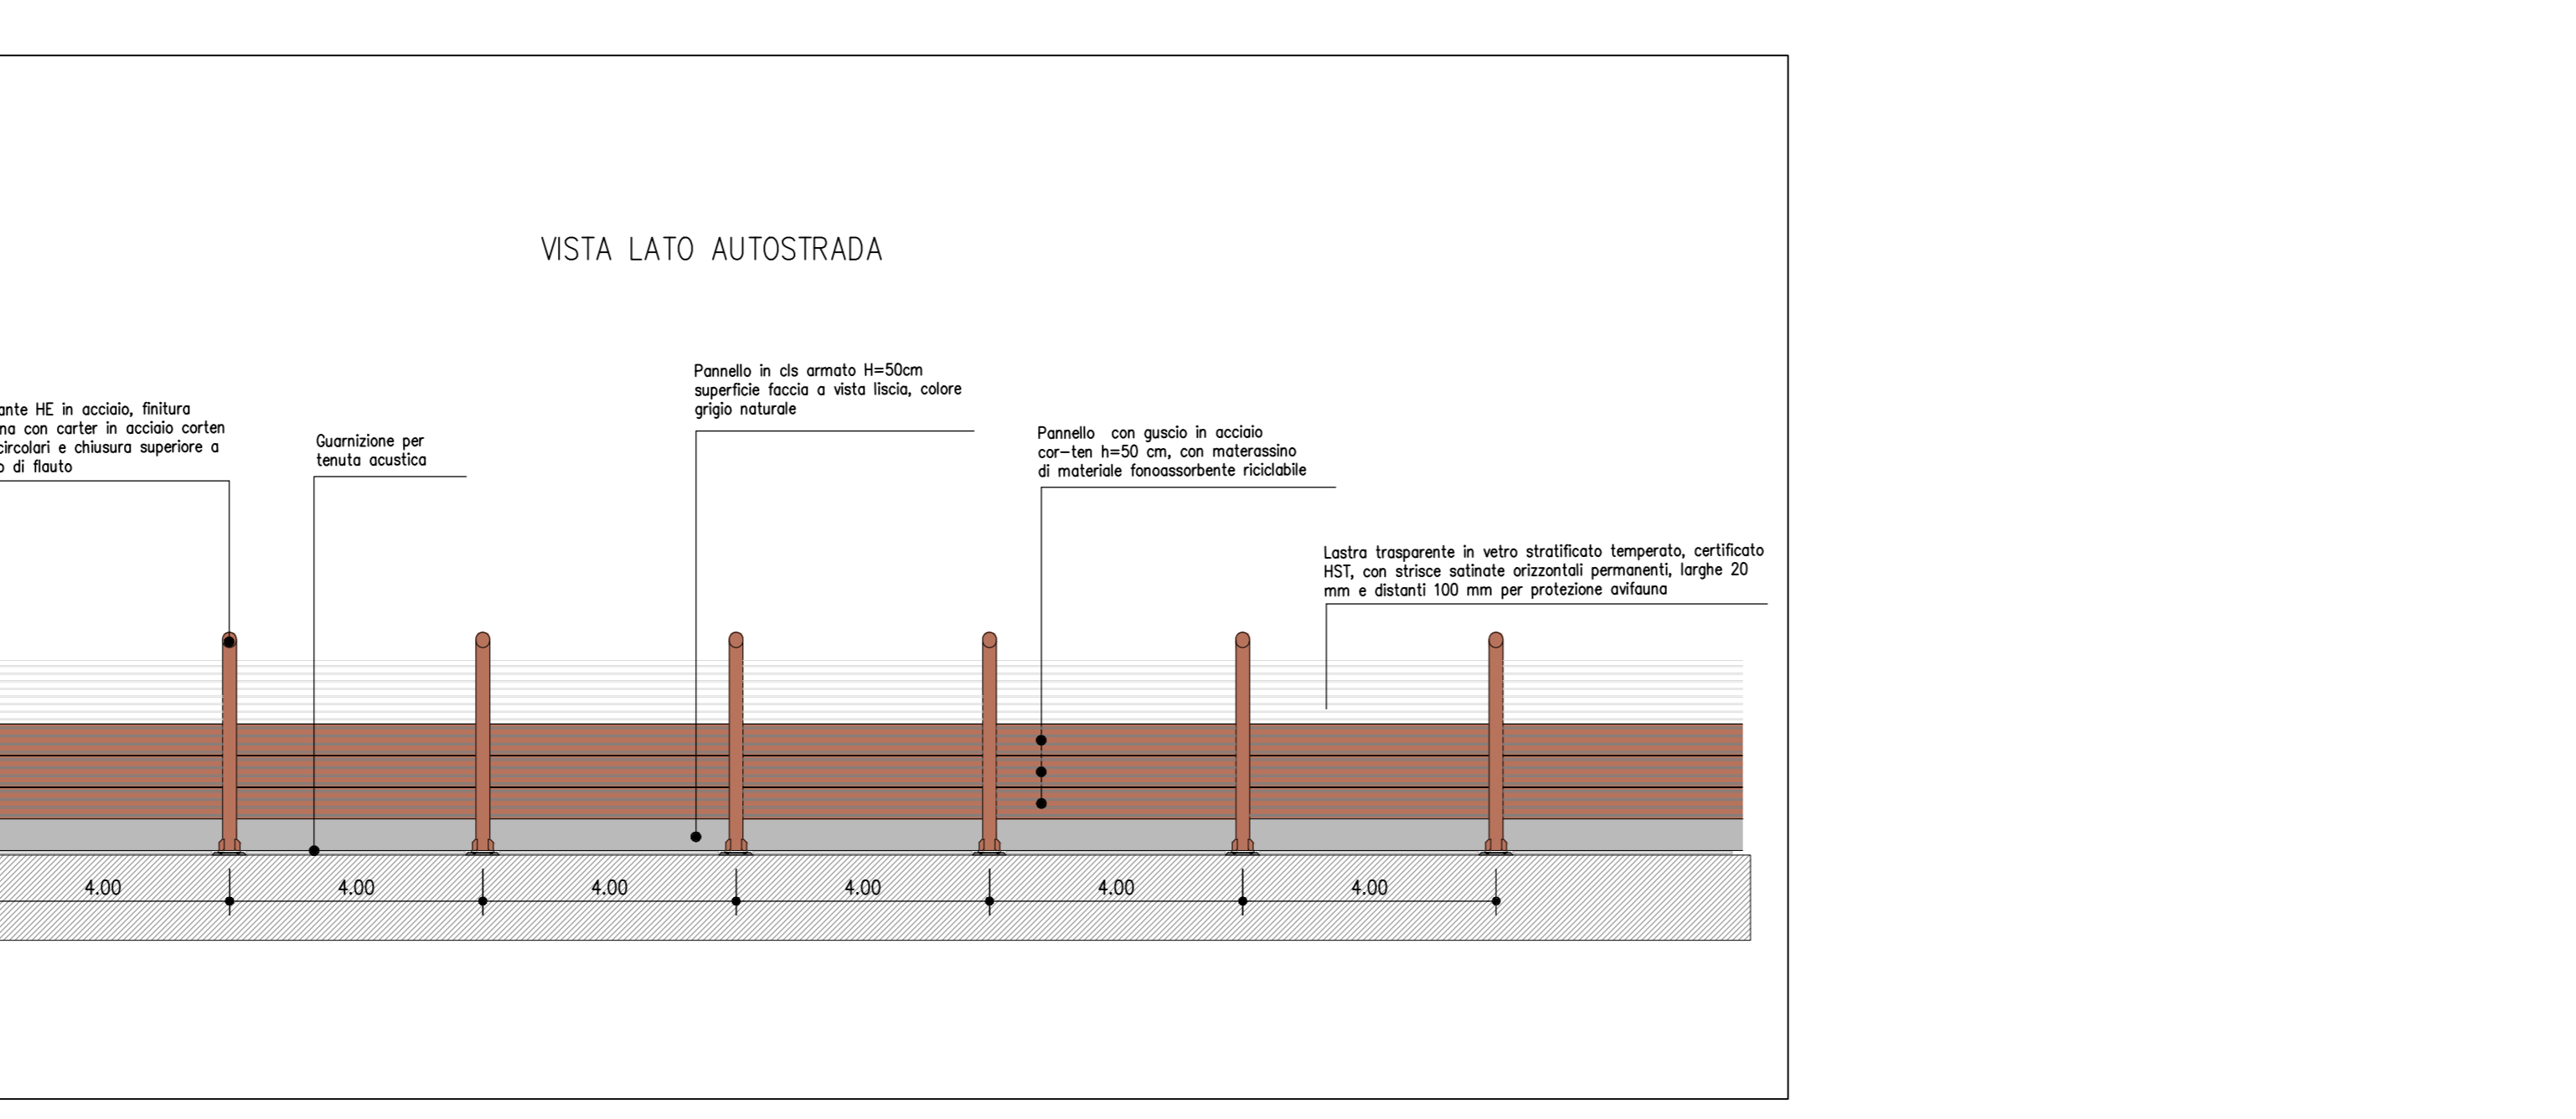 VISTA LATO AUTOSTRADA
Pannello in cls armato H=50cm
superficie faccia a vista liscia, colore
grigio naturale
HE in acciaio, finitura
con carter in acciaio corten
circolari e chiusura superiore a
di flauto
Guarnizione per
tenuta acustica
Pannello con guscio in acciaio
cor-ten h=50 cm, con materassino
di materiale fonoassorbente riciclabile
Lastra trasparente in vetro stratificato temperato, certificato
HST, con strisce satinate orizzontali permanenti, larghe 20
mm e distanti 100 mm per protezione avifauna
4.00 4.00 4.00 4.00 4.00 4.00